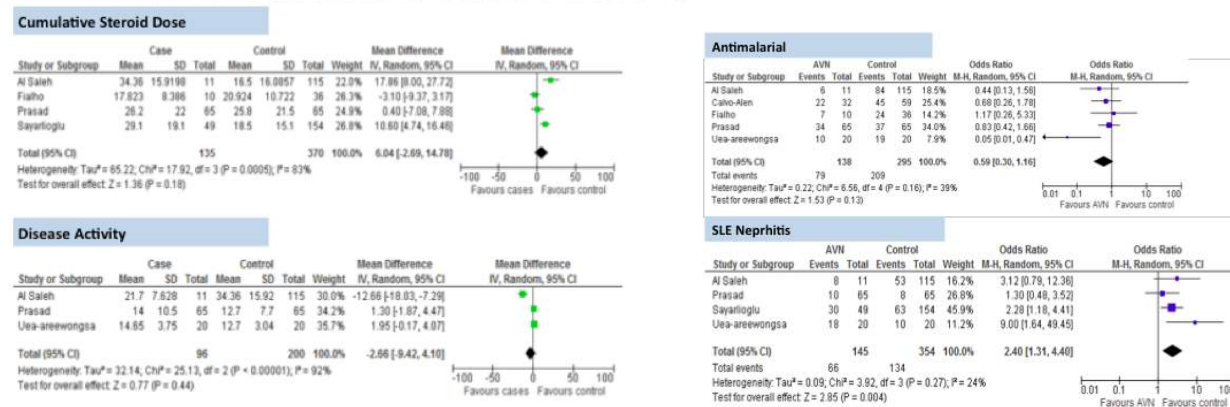 Cumulative Steroid Dose
Case Control Mean Difference Mean Difference
Study or Subgroup Mean SD Total Mean SD Total Weight IV, Random, 95% CI IV, Random, 95% CI
Al Saleh 34.36 15.9198 11 16.5 16.0857 115 22.0% 17.86 [8.00, 27.72]
Fialho 17.823 8.386 10 20.924 10.722 36 26.3% -3.10 [-9.37, 3.17]
Prasad 26.2 22 65 25.8 21.5 65 24.9% 0.40 [-7.08, 7.88]
Sayarlioglu 29.1 19.1 49 18.5 15.1 154 26.8% 10.60 [4.74, 16.46]
Total (95% CI) 135 370 100.0% 6.04 [-2.69, 14.78]
Heterogeneity: Tau² = 65.22; Chi² = 17.92, df = 3 (P = 0.0005); I² = 83%
Test for overall effect: Z = 1.36 (P = 0.18)
-100 -50 0 50 100
Favours cases Favours control
Disease Activity
Case Control Mean Difference Mean Difference
Study or Subgroup Mean SD Total Mean SD Total Weight IV, Random, 95% CI IV, Random, 95% CI
Al Saleh 21.7 7.628 11 34.36 15.92 115 30.0% -12.66 [-18.03, -7.29]
Prasad 14 10.5 65 12.7 7.7 65 34.2% 1.30 [-1.87, 4.47]
Uea-areewongsa 14.65 3.75 20 12.7 3.04 20 35.7% 1.95 [-0.17, 4.07]
Total (95% CI) 96 200 100.0% -2.66 [-9.42, 4.10]
Heterogeneity: Tau² = 32.14; Chi² = 25.13, df = 2 (P < 0.00001); I² = 92%
Test for overall effect: Z = 0.77 (P = 0.44)
-100 -50 0 50 100
Favours cases Favours control
Antimalarial
AVN Control Odds Ratio Odds Ratio
Study or Subgroup Events Total Events Total Weight M-H, Random, 95% CI M-H, Random, 95% CI
Al Saleh 6 11 84 115 18.5% 0.44 [0.13, 1.56]
Calvo-Alen 22 32 45 59 25.4% 0.68 [0.26, 1.78]
Fialho 7 10 24 36 14.2% 1.17 [0.26, 5.33]
Prasad 34 65 37 65 34.0% 0.83 [0.42, 1.66]
Uea-areewongsa 10 20 19 20 7.9% 0.05 [0.01, 0.47]
Total (95% CI) 138 295 100.0% 0.59 [0.30, 1.16]
Total events 79 209
Heterogeneity: Tau² = 0.22; Chi² = 6.56, df = 4 (P = 0.16); I² = 39%
Test for overall effect: Z = 1.53 (P = 0.13)
0.01 0.1 1 10 100
Favours AVN Favours control
SLE Neprhitis
AVN Control Odds Ratio Odds Ratio
Study or Subgroup Events Total Events Total Weight M-H, Random, 95% CI M-H, Random, 95% CI
Al Saleh 8 11 53 115 16.2% 3.12 [0.79, 12.36]
Prasad 10 65 8 65 28.0% 1.30 [0.48, 3.52]
Sayarlioglu 30 49 63 154 45.9% 2.28 [1.18, 4.41]
Uea-areewongsa 18 20 10 20 11.2% 9.00 [1.64, 49.45]
Total (95% CI) 145 354 100.0% 2.40 [1.31, 4.40]
Total events 66 134
Heterogeneity: Tau² = 0.09; Chi² = 3.92, df = 3 (P = 0.27); I² = 24%
Test for overall effect: Z = 2.85 (P = 0.004)
0.01 0.1 1 10 100
Favours AVN Favours control